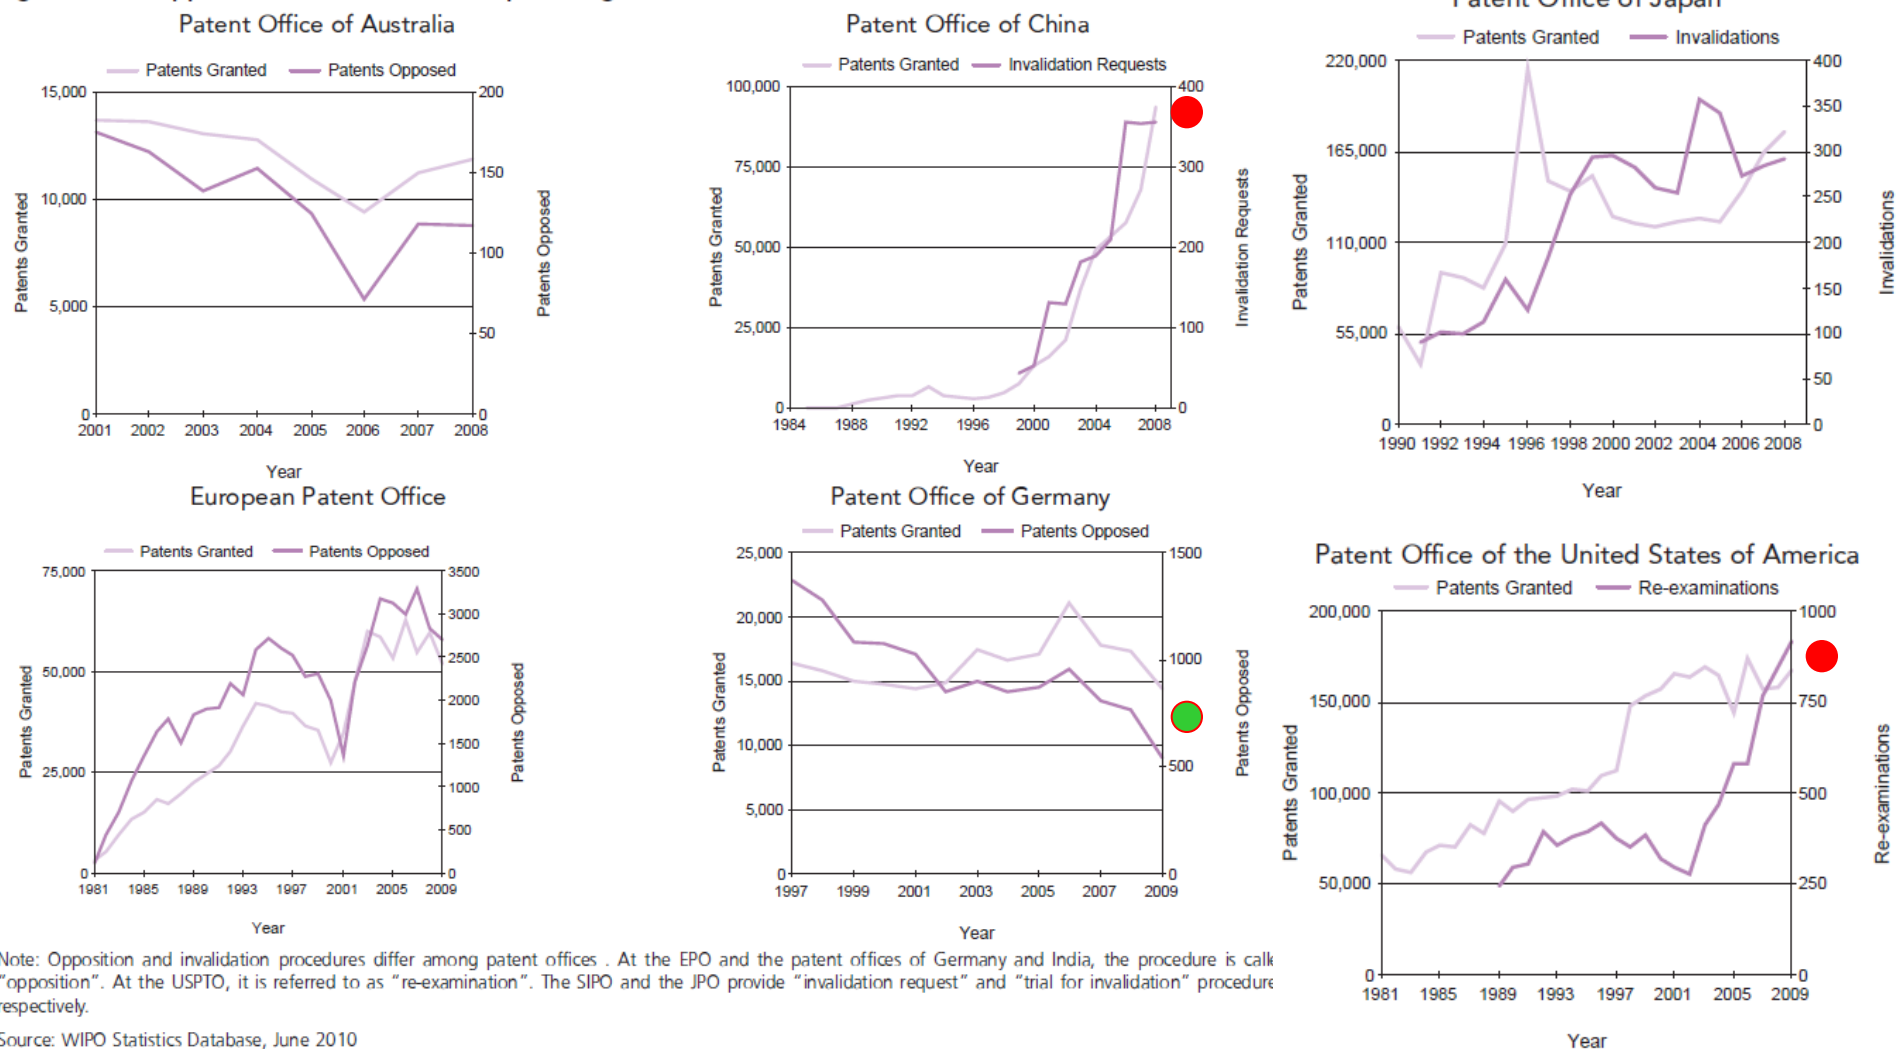 Patent Office of Australia
Patents Granted Patents Opposed
15,000
10,000
5,000
0
200
150
100
50
0
2001 2002 2003 2004 2005 2006 2007 2008
Patents Granted
Patents Opposed
Year
Patent Office of China
Patents Granted Invalidation Requests
100,000
75,000
50,000
25,000
0
400
300
200
100
0
1984 1988 1992 1996 2000 2004 2008
Patents Granted
Invalidation Requests
Year
Patent Office of Japan
Patents Granted Invalidations
220,000
165,000
110,000
55,000
0
400
350
300
250
200
150
100
50
0
1990 1992 1994 1996 1998 2000 2002 2004 2006 2008
Patents Granted
Invalidations
Year
European Patent Office
Patents Granted Patents Opposed
75,000
50,000
25,000
0
3500
3000
2500
2000
1500
1000
500
0
1981 1985 1989 1993 1997 2001 2005 2009
Patents Granted
Patents Opposed
Year
Patent Office of Germany
Patents Granted Patents Opposed
25,000
20,000
15,000
10,000
5,000
0
1500
1000
500
0
1997 1999 2001 2003 2005 2007 2009
Patents Granted
Patents Opposed
Year
Patent Office of the United States of America
Patents Granted Re-examinations
200,000
150,000
100,000
50,000
0
1000
750
500
250
0
1981 1985 1989 1993 1997 2001 2005 2009
Patents Granted
Re-examinations
Year
Note: Opposition and invalidation procedures differ among patent offices . At the EPO and the patent offices of Germany and India, the procedure is calle
"opposition". At the USPTO, it is referred to as "re-examination". The SIPO and the JPO provide "invalidation request" and "trial for invalidation" procedure
respectively.
Source: WIPO Statistics Database, June 2010